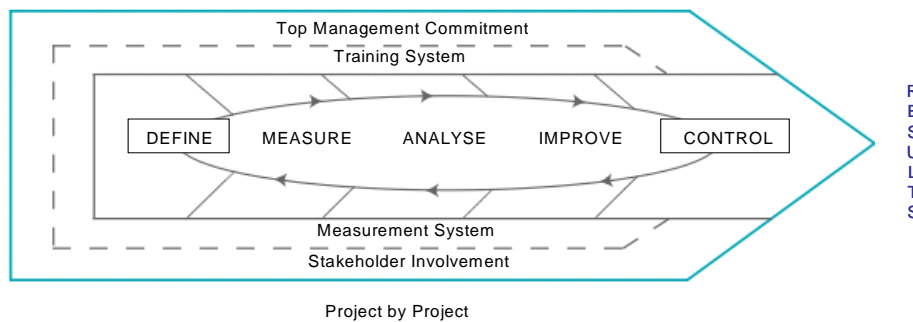 Top Management Commitment
Training System
DEFINE MEASURE ANALYSE IMPROVE CONTROL
Measurement System
Stakeholder Involvement
Project by Project
R
E
S
U
L
T
S